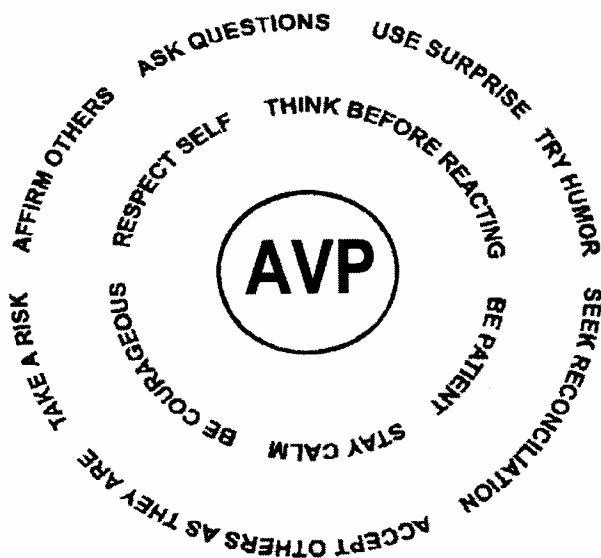 ASK QUESTIONS
USE SURPRISE
TRY HUMOR
SEEK RECONCILIATION
ACCEPT OTHERS AS THEY ARE
TAKE A RISK
AFFIRM OTHERS
THINK BEFORE REACTING
BE PATIENT
STAY CALM
BE COURAGEOUS
RESPECT SELF
AVP